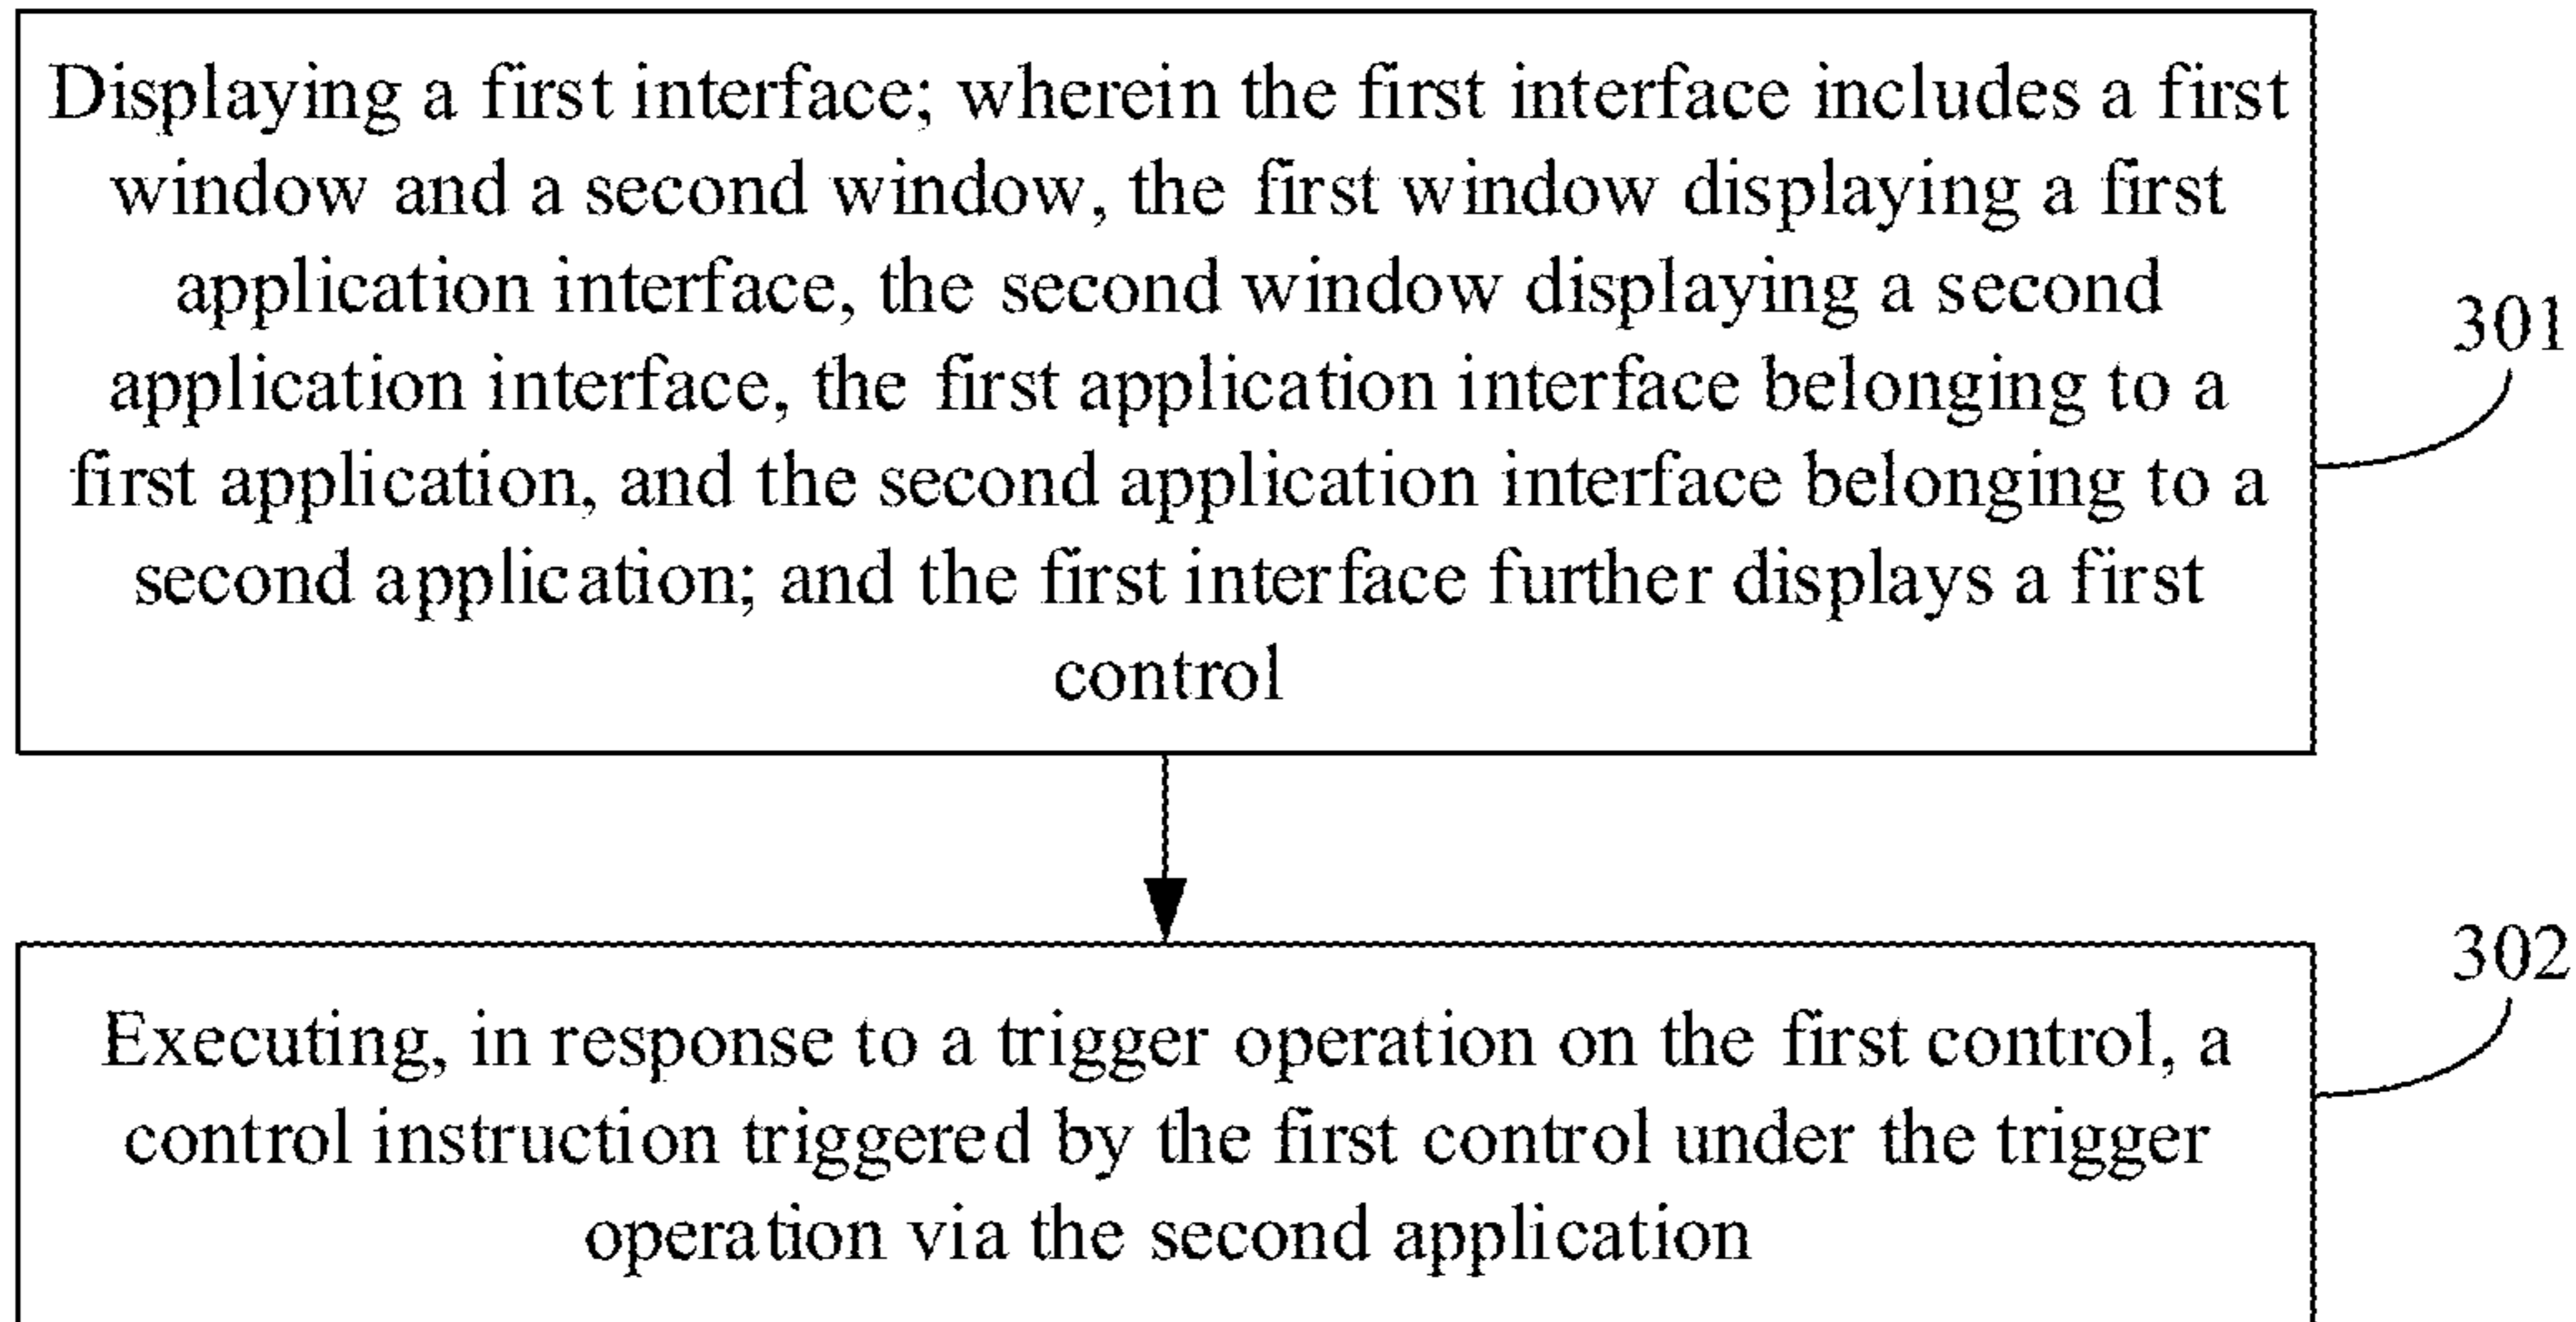 Displaying a first interface; wherein the first interface includes a first
window and a second window, the first window displaying a first
application interface, the second window displaying a second
application interface, the first application interface belonging to a
first application, and the second application interface belonging to a
second application; and the first interface further displays a first
control
301
Executing, in response to a trigger operation on the first control, a
control instruction triggered by the first control under the trigger
operation via the second application
302